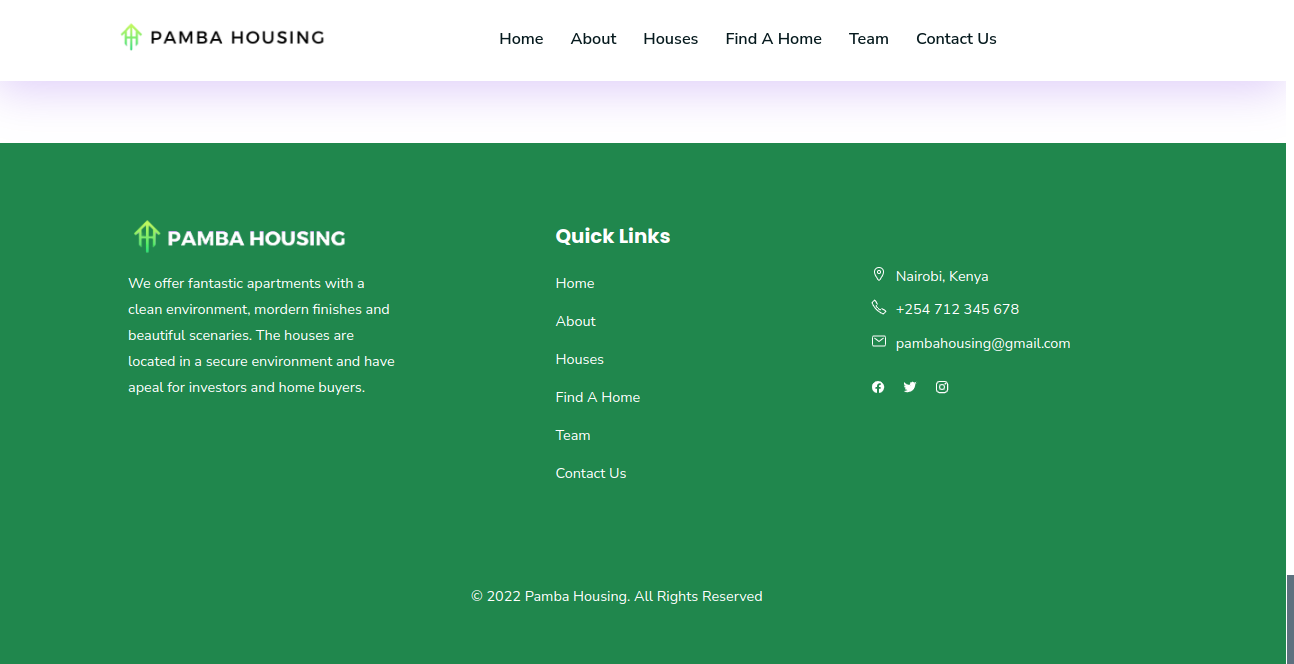 PAMBA HOUSING
Home About Houses Find A Home Team Contact Us
PAMBA HOUSING
We offer fantastic apartments with a
clean environment, mordern finishes and
beautiful scenaries. The houses are
located in a secure environment and have
apeal for investors and home buyers.
Quick Links
Home
About
Houses
Find A Home
Team
Contact Us
Nairobi, Kenya
+254 712 345 678
pambahousing@gmail.com
© 2022 Pamba Housing. All Rights Reserved